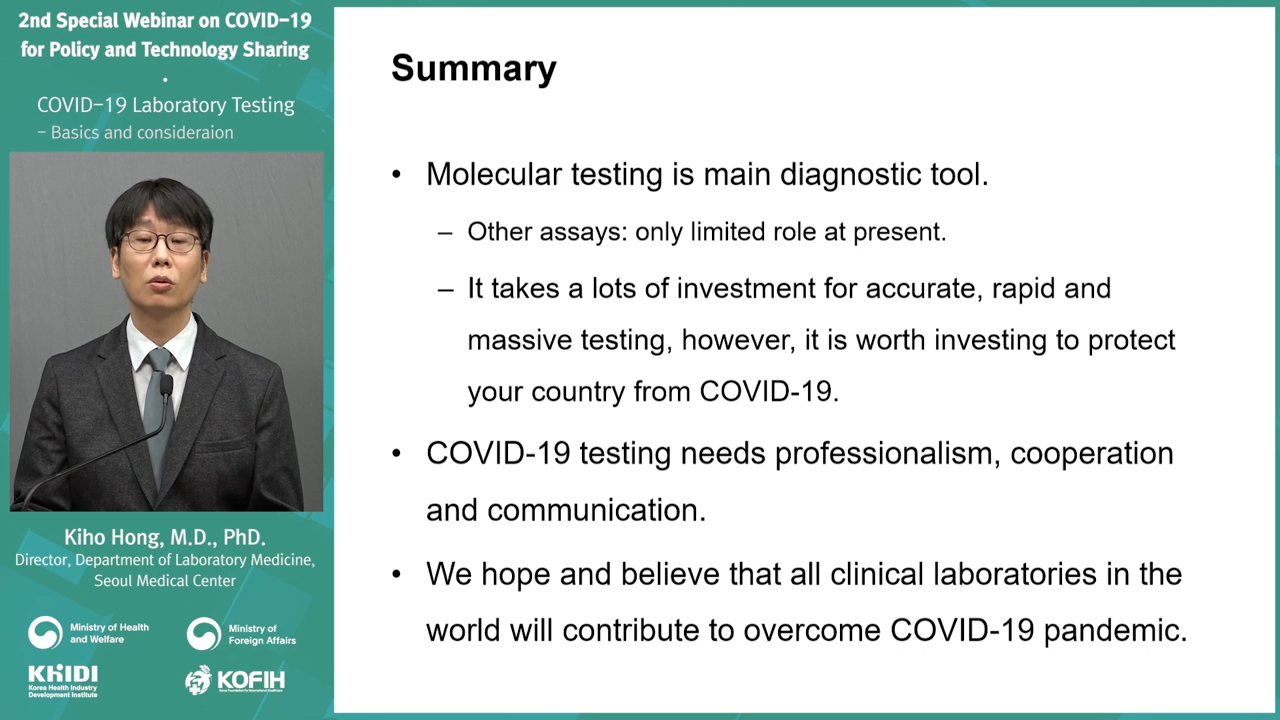 2nd Special Webinar on COVID-19
for Policy and Technology Sharing
·
COVID-19 Laboratory Testing
- Basics and consideraion
Kiho Hong, M.D., PhD.
Director, Department of Laboratory Medicine,
Seoul Medical Center
Ministry of Health
and Welfare
Ministry of
Foreign Affairs
KHIDI
Korea Health Industry
Development Institute
KOFIH
Korea Foundation for International Healthcare
Summary
• Molecular testing is main diagnostic tool.
– Other assays: only limited role at present.
– It takes a lots of investment for accurate, rapid and
massive testing, however, it is worth investing to protect
your country from COVID-19.
• COVID-19 testing needs professionalism, cooperation
and communication.
• We hope and believe that all clinical laboratories in the
world will contribute to overcome COVID-19 pandemic.